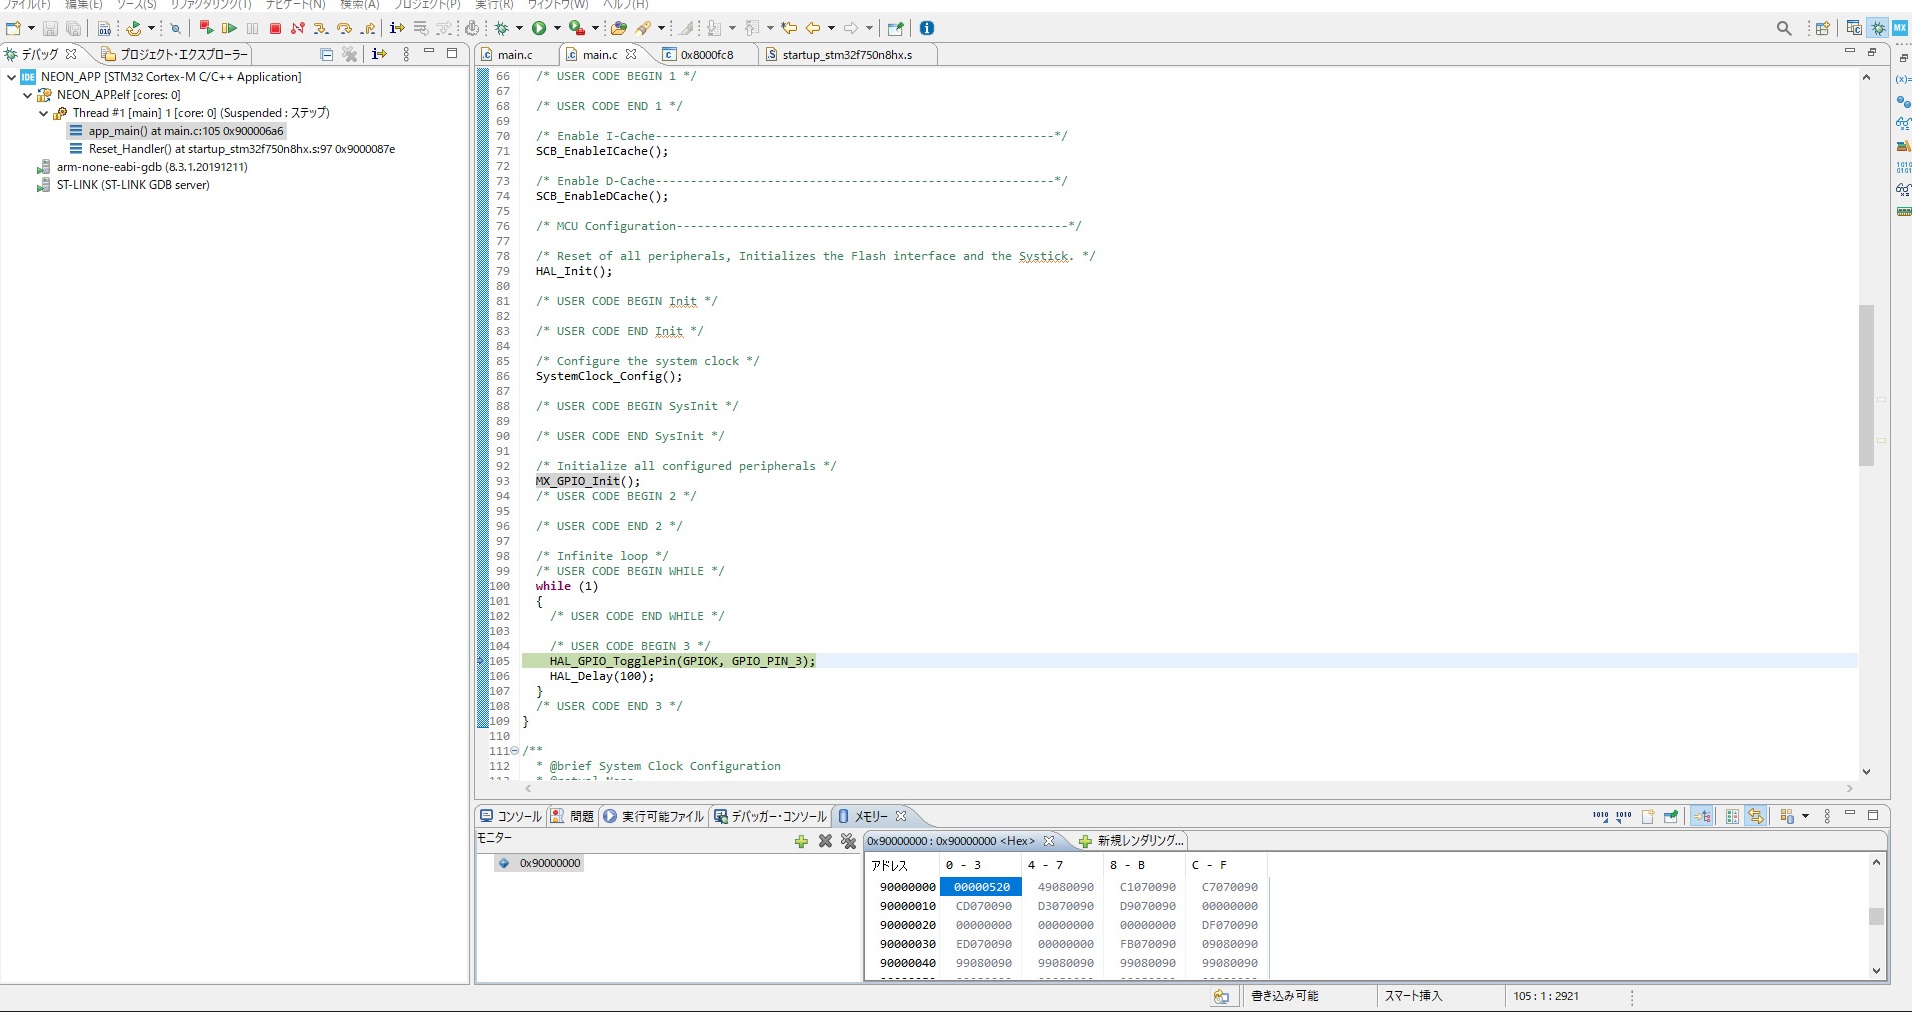 ファイル(F) 編集(E) ソース(S) リファクタリング(T) ナビゲート(N) 検索(A) プロジェクト(P) 実行(R) ウィンドウ(W) ヘルプ(H)
デバッグ プロジェクト・エクスプローラー
NEON_APP [STM32 Cortex-M C/C++ Application]
NEON_APP.elf [cores: 0]
Thread #1 [main] 1 [core: 0] (Suspended : ステップ)
app_main() at main.c:105 0x900006a6
Reset_Handler() at startup_stm32f750n8hx.s:97 0x9000087e
arm-none-eabi-gdb (8.3.1.20191211)
ST-LINK (ST-LINK GDB server)
main.c main.c 0x8000fc8 startup_stm32f750n8hx.s
66 /* USER CODE BEGIN 1 */
67
68 /* USER CODE END 1 */
69
70 /* Enable I-Cache---------------------------------------------------------*/
71 SCB_EnableICache();
72
73 /* Enable D-Cache---------------------------------------------------------*/
74 SCB_EnableDCache();
75
76 /* MCU Configuration--------------------------------------------------------*/
77
78 /* Reset of all peripherals, Initializes the Flash interface and the Systick. */
79 HAL_Init();
80
81 /* USER CODE BEGIN Init */
82
83 /* USER CODE END Init */
84
85 /* Configure the system clock */
86 SystemClock_Config();
87
88 /* USER CODE BEGIN SysInit */
89
90 /* USER CODE END SysInit */
91
92 /* Initialize all configured peripherals */
93 MX_GPIO_Init();
94 /* USER CODE BEGIN 2 */
95
96 /* USER CODE END 2 */
97
98 /* Infinite loop */
99 /* USER CODE BEGIN WHILE */
100 while (1)
101 {
102 /* USER CODE END WHILE */
103
104 /* USER CODE BEGIN 3 */
105 HAL_GPIO_TogglePin(GPIOK, GPIO_PIN_3);
106 HAL_Delay(100);
107 }
108 /* USER CODE END 3 */
109 }
110
111 /**
112 * @brief System Clock Configuration
コンソール 問題 実行可能ファイル デバッガー・コンソール メモリー
モニター
0x90000000
0x90000000 : 0x90000000 <Hex> 新規レンダリング...
アドレス 0 - 3 4 - 7 8 - B C - F
90000000 00000520 49080090 C1070090 C7070090
90000010 CD070090 D3070090 D9070090 00000000
90000020 00000000 00000000 00000000 DF070090
90000030 ED070090 00000000 FB070090 09080090
90000040 99080090 99080090 99080090 99080090
書き込み可能 スマート挿入 105 : 1 : 2921